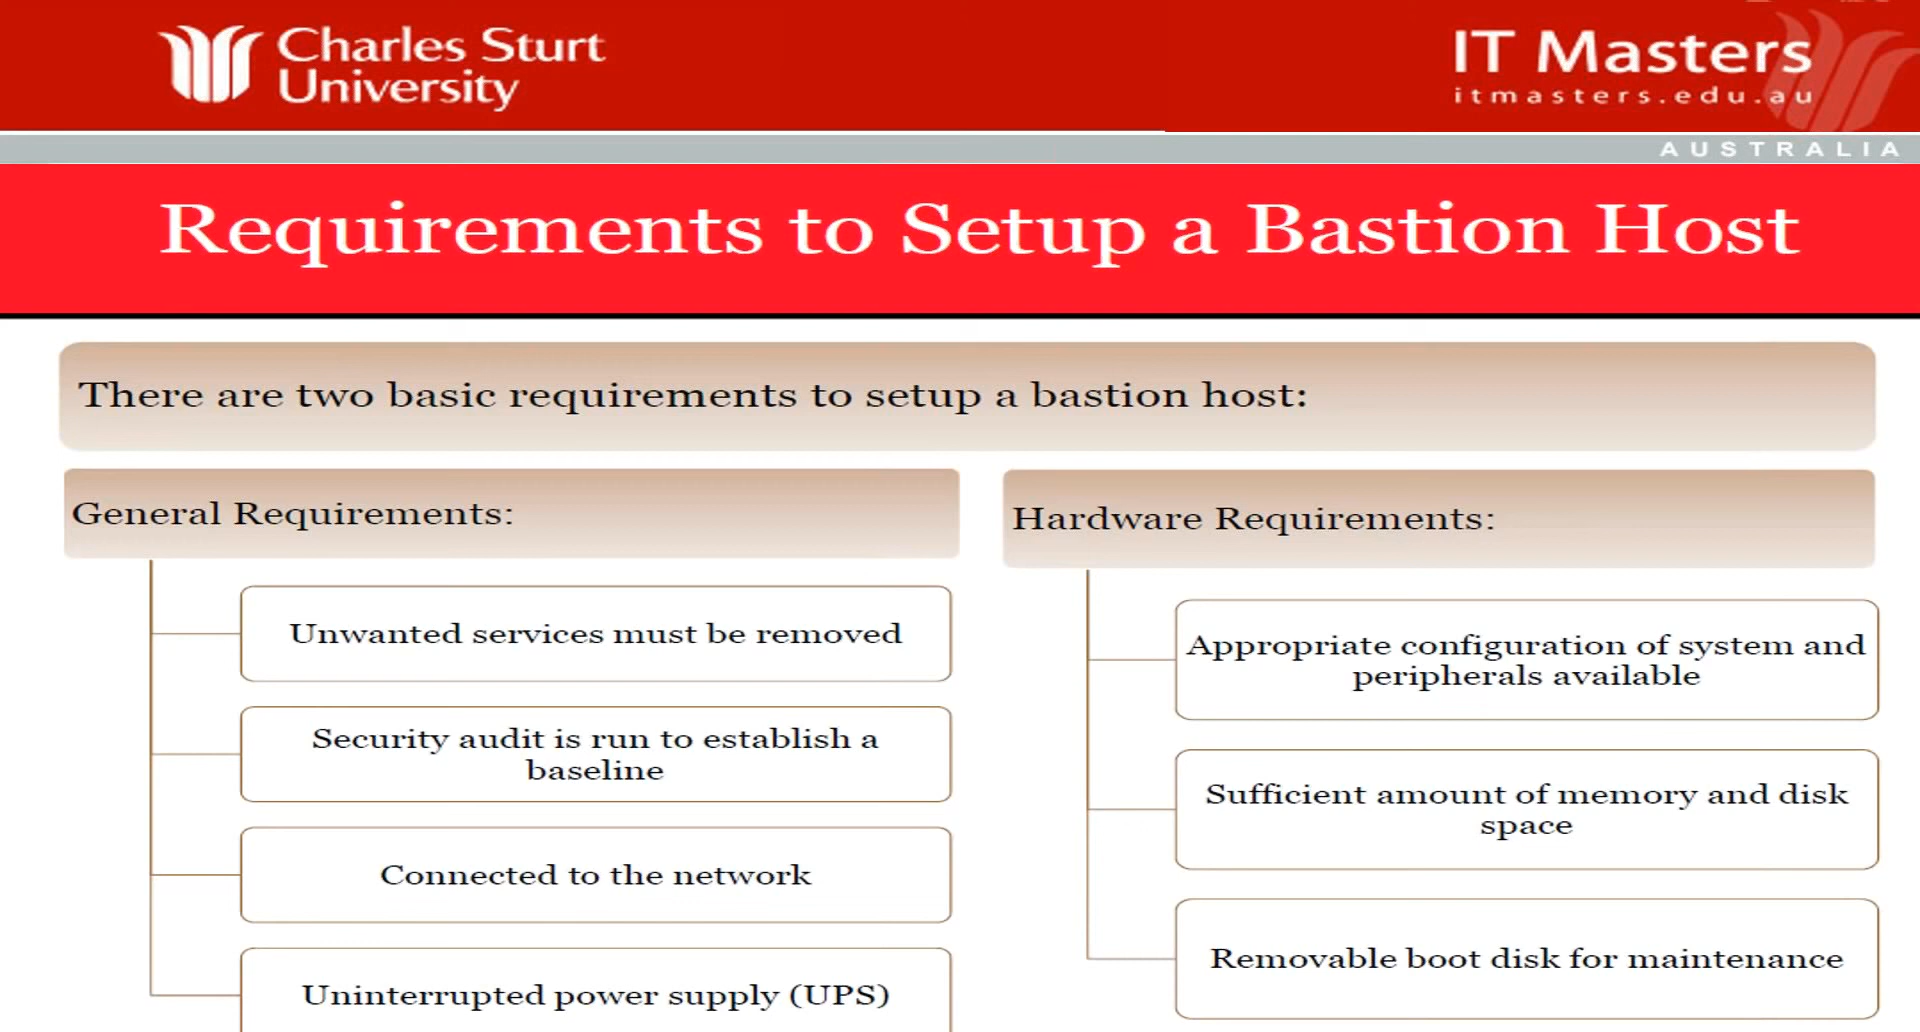 Charles Sturt
University
IT Masters
itmasters.edu.au
AUSTRALIA
Requirements to Setup a Bastion Host
There are two basic requirements to setup a bastion host:
General Requirements:
Unwanted services must be removed
Security audit is run to establish a
baseline
Connected to the network
Uninterrupted power supply (UPS)
Hardware Requirements:
Appropriate configuration of system and
peripherals available
Sufficient amount of memory and disk
space
Removable boot disk for maintenance